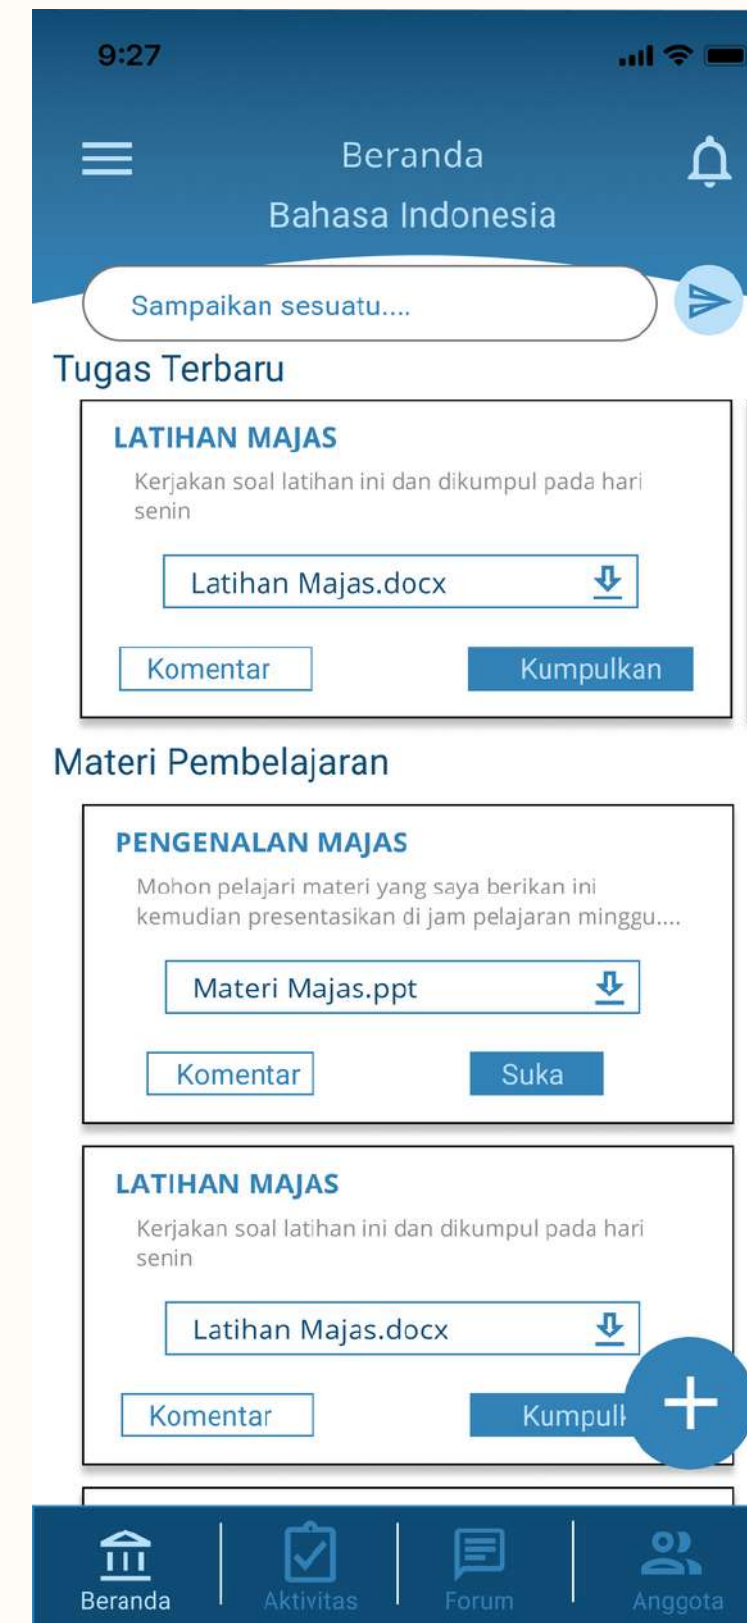 9:27
Beranda
Bahasa Indonesia
Sampaikan sesuatu....
Tugas Terbaru
LATIHAN MAJAS
Kerjakan soal latihan ini dan dikumpul pada hari
senin
Latihan Majas.docx
Komentar Kumpulkan
Materi Pembelajaran
PENGENALAN MAJAS
Mohon pelajari materi yang saya berikan ini
kemudian presentasikan di jam pelajaran minggu....
Materi Majas.ppt
Komentar Suka
LATIHAN MAJAS
Kerjakan soal latihan ini dan dikumpul pada hari
senin
Latihan Majas.docx
Komentar
Beranda Aktivitas Forum Anggota